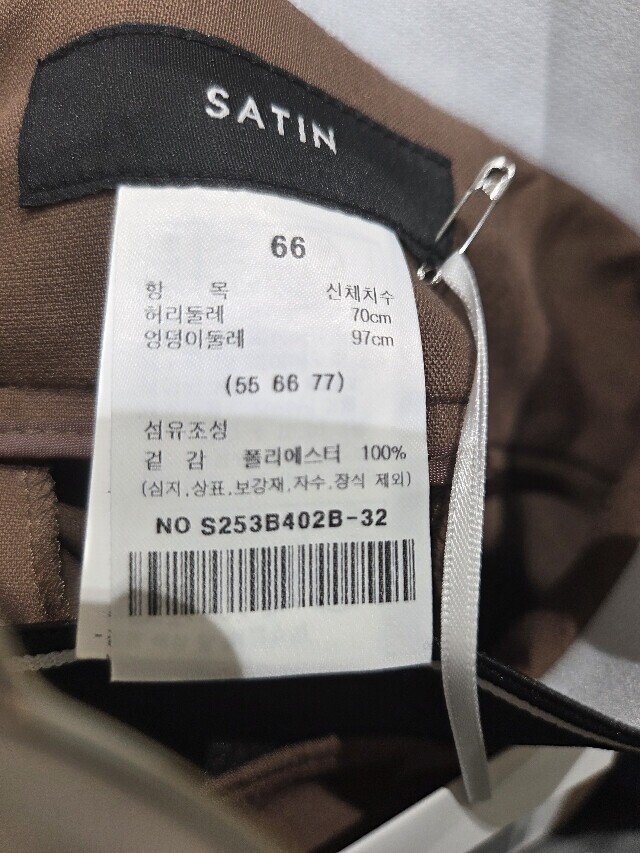 SATIN
66
항 목 신체치수
허리둘레 70cm
엉덩이둘레 97cm
(55 66 77)
섬유조성
겉 감 폴리에스터 100%
(심지,상표,보강재,자수,장식 제외)
NO S253B402B-32